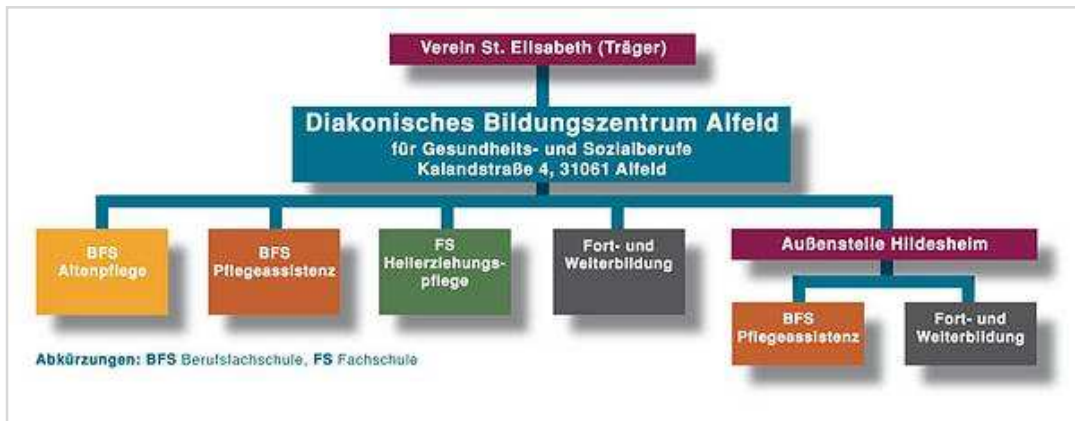 Verein St. Elisabeth (Träger)
Diakonisches Bildungszentrum Alfeld
für Gesundheits- und Sozialberufe
Kalandstraße 4, 31061 Alfeld
BFS
Altenpflege
BFS
Pflegeassistenz
FS
Heilerziehungs-
pflege
Fort- und
Weiterbildung
Außenstelle Hildesheim
BFS
Pflegeassistenz
Fort- und
Weiterbildung
Abkürzungen: BFS Berufsfachschule, FS Fachschule